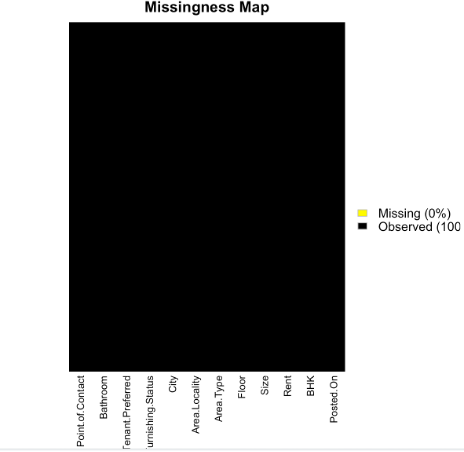 Missingness Map
Missing (0%)
Observed (100
Point.of.Contact
Bathroom
Tenant.Preferred
urnishing.Status
City
Area.Locality
Area.Type
Floor
Size
Rent
BHK
Posted.On